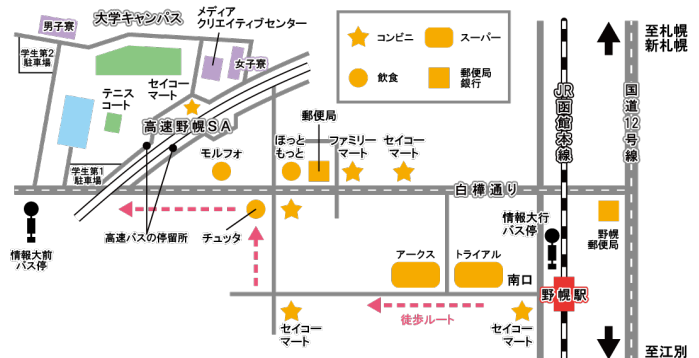 男子寮
大学キャンパス
メディア
クリエイティブセンター
学生第2
駐車場
女子寮
セイコー
マート
テニス
コート
高速野幌SA
学生第1
駐車場
コンビニ
スーパー
飲食
郵便局
銀行
至札幌
新札幌
JR函館本線
国道12号線
郵便局
モルフォ
ほっと
もっと
ファミリー
マート
セイコー
マート
白樺通り
情報大前
バス停
高速バスの停留所
チュッタ
情報大行
バス停
野幌
郵便局
アークス
トライアル
南口
野幌駅
セイコー
マート
徒歩ルート
セイコー
マート
至江別